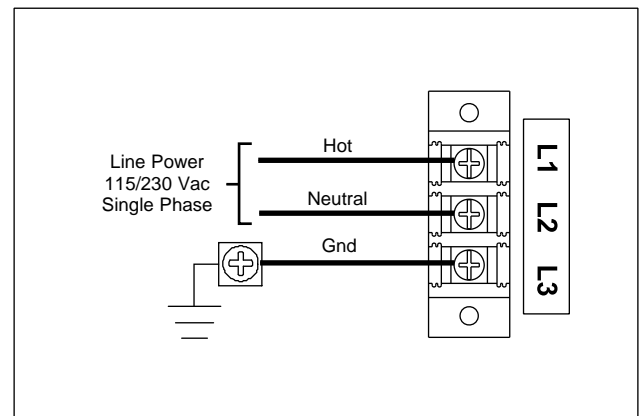 Hot
Line Power
115/230 Vac
Single Phase
Neutral
Gnd
L1
L2
L3